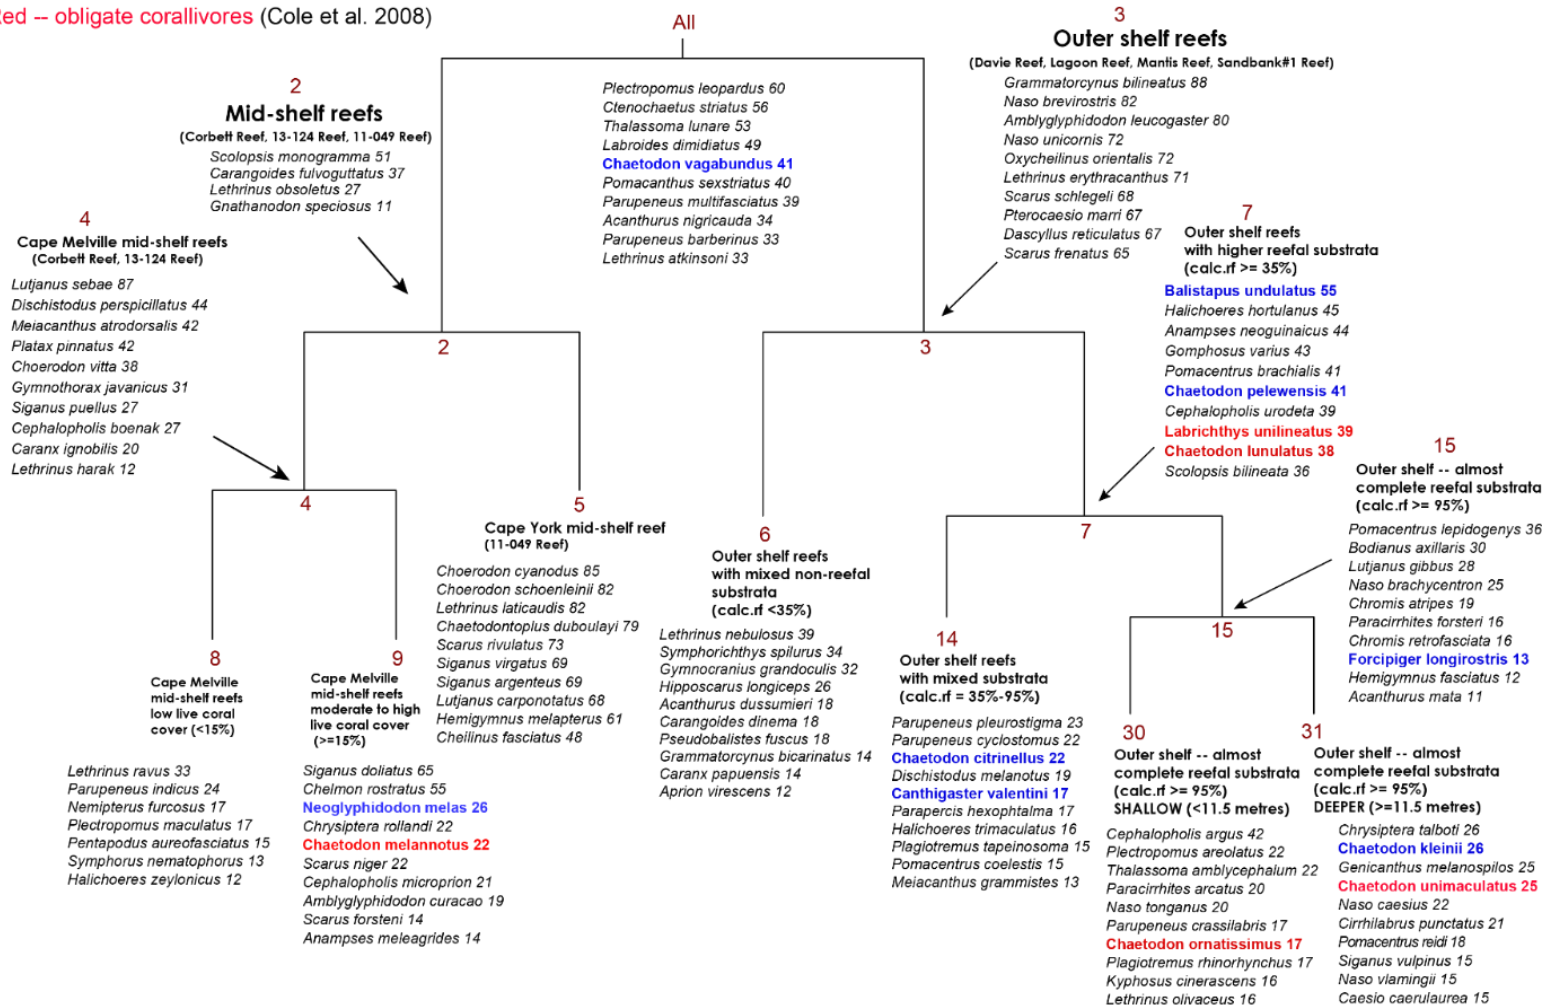 Red -- obligate corallivores (Cole et al. 2008)
All
Plectropomus leopardus 60
Ctenochaetus striatus 56
Thalassoma lunare 53
Labroides dimidiatus 49
Chaetodon vagabundus 41
Pomacanthus sexstriatus 40
Parupeneus multifasciatus 39
Acanthurus nigricauda 34
Parupeneus barberinus 33
Lethrinus atkinsoni 33
2
Mid-shelf reefs
(Corbett Reef, 13-124 Reef, 11-049 Reef)
Scolopsis monogramma 51
Carangoides fulvoguttatus 37
Lethrinus obsoletus 27
Gnathanodon speciosus 11
3
Outer shelf reefs
(Davie Reef, Lagoon Reef, Mantis Reef, Sandbank#1 Reef)
Grammatorcynus bilineatus 88
Naso brevirostris 82
Amblyglyphidodon leucogaster 80
Naso unicornis 72
Oxycheilinus orientalis 72
Lethrinus erythracanthus 71
Scarus schlegeli 68
Pterocaesio marri 67
Dascyllus reticulatus 67
Scarus frenatus 65
4
Cape Melville mid-shelf reefs
(Corbett Reef, 13-124 Reef)
Lutjanus sebae 87
Dischistodus perspicillatus 44
Meiacanthus atrodorsalis 42
Platax pinnatus 42
Choerodon vitta 38
Gymnothorax javanicus 31
Siganus puellus 27
Cephalopholis boenak 27
Caranx ignobilis 20
Lethrinus harak 12
7
Outer shelf reefs
with higher reefal substrata
(calc.rf >= 35%)
Balistapus undulatus 55
Halichoeres hortulanus 45
Anampses neoguinaicus 44
Gomphosus varius 43
Pomacentrus brachialis 41
Chaetodon pelewensis 41
Cephalopholis urodeta 39
Labrichthys unilineatus 39
Chaetodon lunulatus 38
Scolopsis bilineata 36
2
3
4
5
Cape York mid-shelf reef
(11-049 Reef)
Choerodon cyanodus 85
Choerodon schoenleinii 82
Lethrinus laticaudis 82
Chaetodontoplus duboulayi 79
Scarus rivulatus 73
Siganus virgatus 69
Siganus argenteus 69
Lutjanus carponotatus 68
Hemigymnus melapterus 61
Cheilinus fasciatus 48
6
Outer shelf reefs
with mixed non-reefal
substrata
(calc.rf <35%)
Lethrinus nebulosus 39
Symphorichthys spilurus 34
Gymnocranius grandoculis 32
Hipposcarus longiceps 26
Acanthurus dussumieri 18
Carangoides dinema 18
Pseudobalistes fuscus 18
Grammatorcynus bicarinatus 14
Caranx papuensis 14
Aprion virescens 12
7
15
Outer shelf -- almost
complete reefal substrata
(calc.rf >= 95%)
Pomacentrus lepidogenys 36
Bodianus axillaris 30
Lutjanus gibbus 28
Naso brachycentron 25
Chromis atripes 19
Paracirrhites forsteri 16
Chromis retrofasciata 16
Forcipiger longirostris 13
Hemigymnus fasciatus 12
Acanthurus mata 11
8
Cape Melville
mid-shelf reefs
low live coral
cover (<15%)
Lethrinus ravus 33
Parupeneus indicus 24
Nemipterus furcosus 17
Plectropomus maculatus 17
Pentapodus aureofasciatus 15
Symphorus nematophorus 13
Halichoeres zeylonicus 12
9
Cape Melville
mid-shelf reefs
moderate to high
live coral cover
(>=15%)
Siganus doliatus 65
Chelmon rostratus 55
Neoglyphidodon melas 26
Chrysiptera rollandi 22
Chaetodon melannotus 22
Scarus niger 22
Cephalopholis microprion 21
Amblyglyphidodon curacao 19
Scarus forsteni 14
Anampses meleagrides 14
14
Outer shelf reefs
with mixed substrata
(calc.rf = 35%-95%)
Parupeneus pleurostigma 23
Parupeneus cyclostomus 22
Chaetodon citrinellus 22
Dischistodus melanotus 19
Canthigaster valentini 17
Parapercis hexophtalma 17
Halichoeres trimaculatus 16
Plagiotremus tapeinosoma 15
Pomacentrus coelestis 15
Meiacanthus grammistes 13
15
30
Outer shelf -- almost
complete reefal substrata
(calc.rf >= 95%)
SHALLOW (<11.5 metres)
Cephalopholis argus 42
Plectropomus areolatus 22
Thalassoma amblycephalum 22
Paracirrhites arcatus 20
Naso tonganus 20
Parupeneus crassilabris 17
Chaetodon ornatissimus 17
Plagiotremus rhinorhynchus 17
Kyphosus cinerascens 16
Lethrinus olivaceus 16
31
Outer shelf -- almost
complete reefal substrata
(calc.rf >= 95%)
DEEPER (>=11.5 metres)
Chrysiptera talboti 26
Chaetodon kleinii 26
Genicanthus melanospilos 25
Chaetodon unimaculatus 25
Naso caesius 22
Cirrhilabrus punctatus 21
Pomacentrus reidi 18
Siganus vulpinus 15
Naso vlamingii 15
Caesio caerulaurea 15